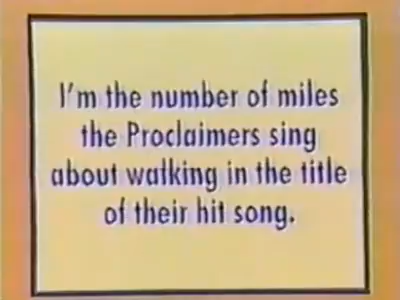 I'm the number of miles
the Proclaimers sing
about walking in the title
of their hit song.